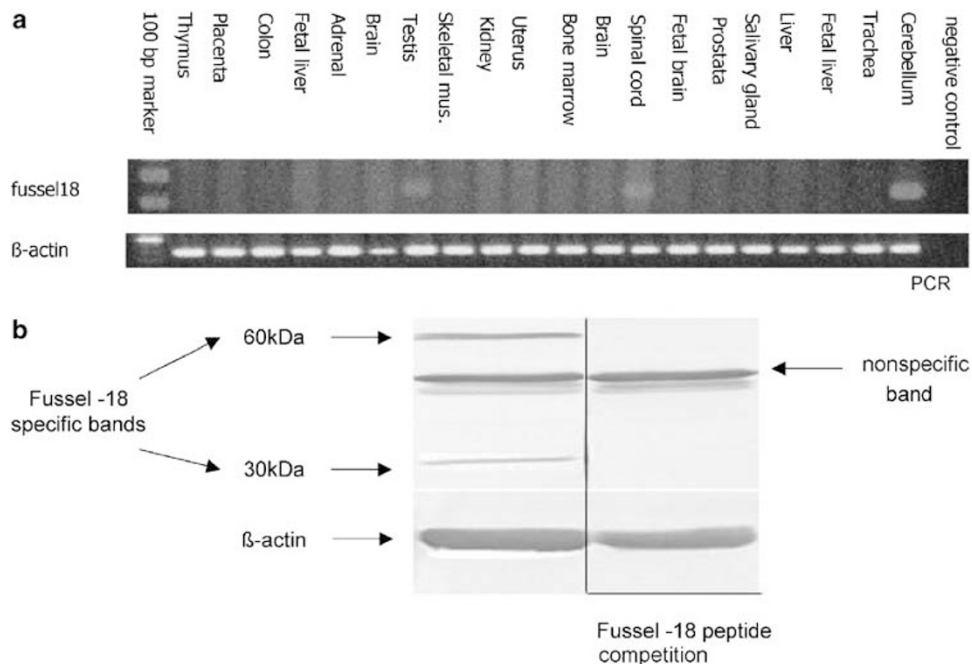 a
100 bp marker
Thymus
Placenta
Colon
Fetal liver
Adrenal
Brain
Testis
Skeletal mus.
Kidney
Uterus
Bone marrow
Brain
Spinal cord
Fetal brain
Prostata
Salivary gland
Liver
Fetal liver
Trachea
Cerebellum
negative control
fussel18
ß-actin
PCR
b
60kDa
nonspecific
band
Fussel -18
specific bands
30kDa
ß-actin
Fussel -18 peptide
competition